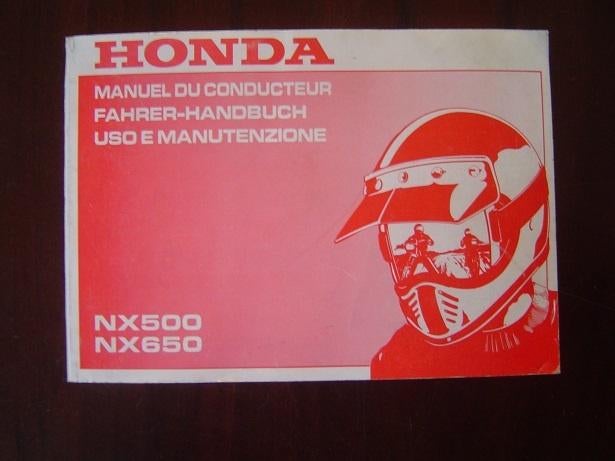 HONDA
MANUEL DU CONDUCTEUR
FAHRER-HANDBUCH
USO E MANUTENZIONE
NX500
NX650